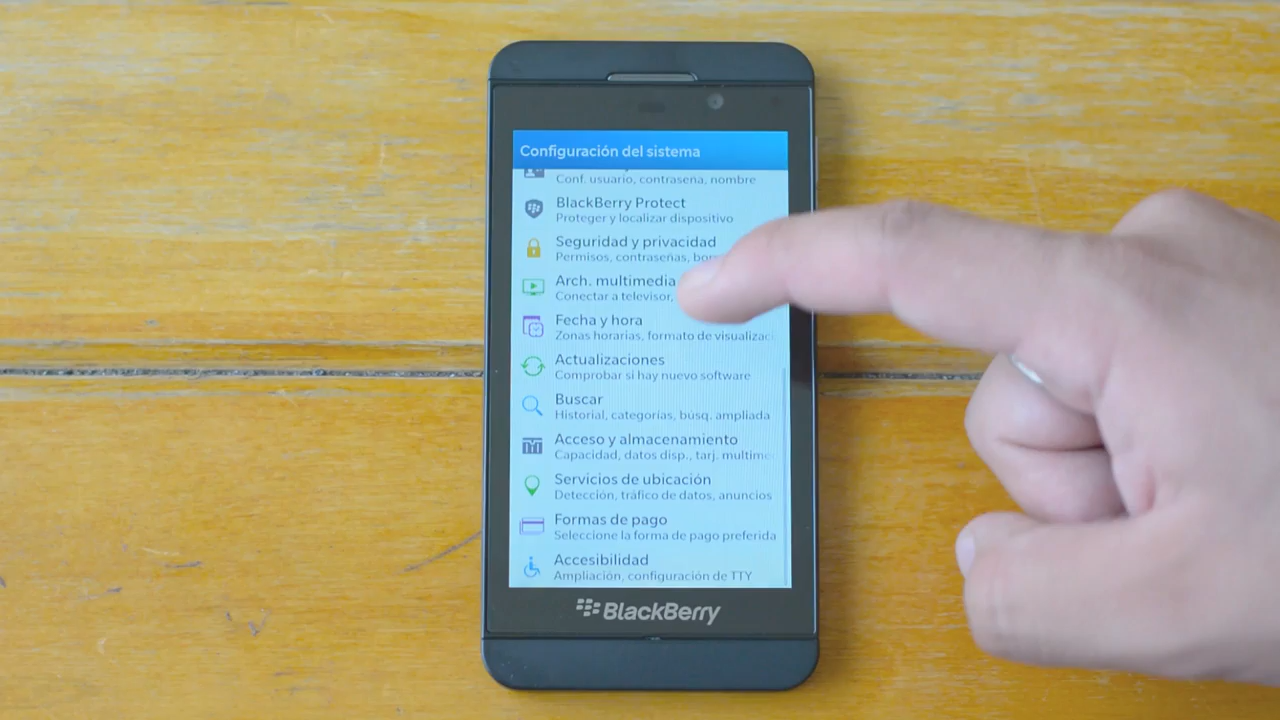 Configuración del sistema
Conf. usuario, contraseña, nombre
BlackBerry Protect
Proteger y localizar dispositivo
Seguridad y privacidad
Permisos, contraseñas, bor
Arch. multimedia
Conectar a televisor,
Fecha y hora
Zonas horarias, formato de visualizac
Actualizaciones
Comprobar si hay nuevo software
Buscar
Historial, categorías, búsq. ampliada
Acceso y almacenamiento
Capacidad, datos disp., tarj. multime
Servicios de ubicación
Detección, tráfico de datos, anuncios
Formas de pago
Seleccione la forma de pago preferida
Accesibilidad
Ampliación, configuración de TTY
BlackBerry